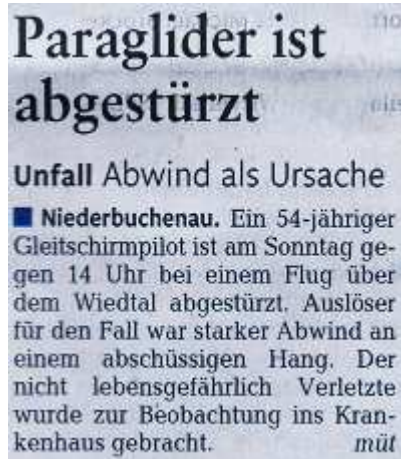 Paraglider ist
abgestürzt
Unfall Abwind als Ursache
Niederbuchenau. Ein 54-jähriger
Gleitschirmpilot ist am Sonntag ge-
gen 14 Uhr bei einem Flug über
dem Wiedtal abgestürzt. Auslöser
für den Fall war starker Abwind an
einem abschüssigen Hang. Der
nicht lebensgefährlich Verletzte
wurde zur Beobachtung ins Kran-
kenhaus gebracht. müt